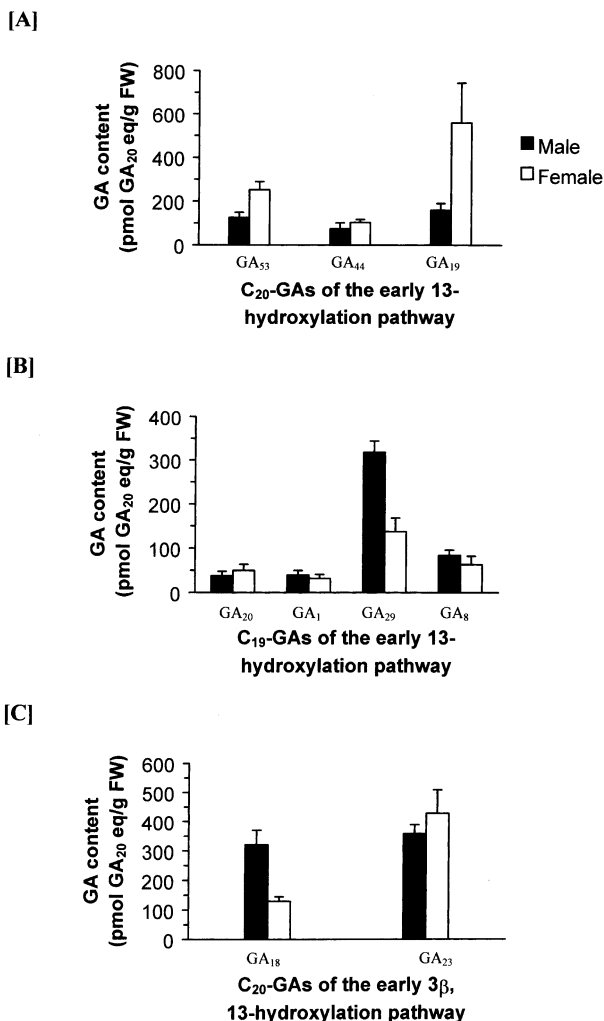 [A]
GA content
(pmol GA₂₀ eq/g FW)
800
600
400
200
0
GA₅₃
GA₄₄
GA₁₉
Male
Female
C₂₀-GAs of the early 13-
hydroxylation pathway
[B]
GA content
(pmol GA₂₀ eq/g FW)
400
300
200
100
0
GA₂₀
GA₁
GA₂₉
GA₈
C₁₉-GAs of the early 13-
hydroxylation pathway
[C]
GA content
(pmol GA₂₀ eq/g FW)
600
500
400
300
200
100
0
GA₁₈
GA₂₃
C₂₀-GAs of the early 3β,
13-hydroxylation pathway